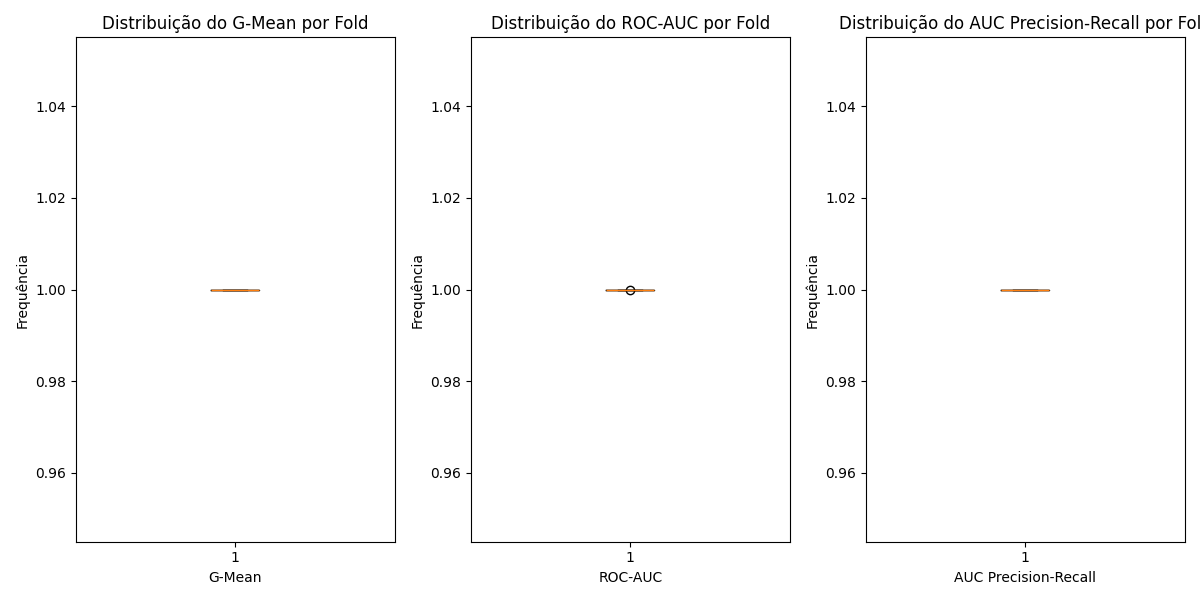 Distribuição do G-Mean por Fold
1.04
1.02
1.00
0.98
0.96
Frequência
1
G-Mean
Distribuição do ROC-AUC por Fold
1.04
1.02
1.00
0.98
0.96
Frequência
1
ROC-AUC
Distribuição do AUC Precision-Recall por Fol
1.04
1.02
1.00
0.98
0.96
Frequência
1
AUC Precision-Recall